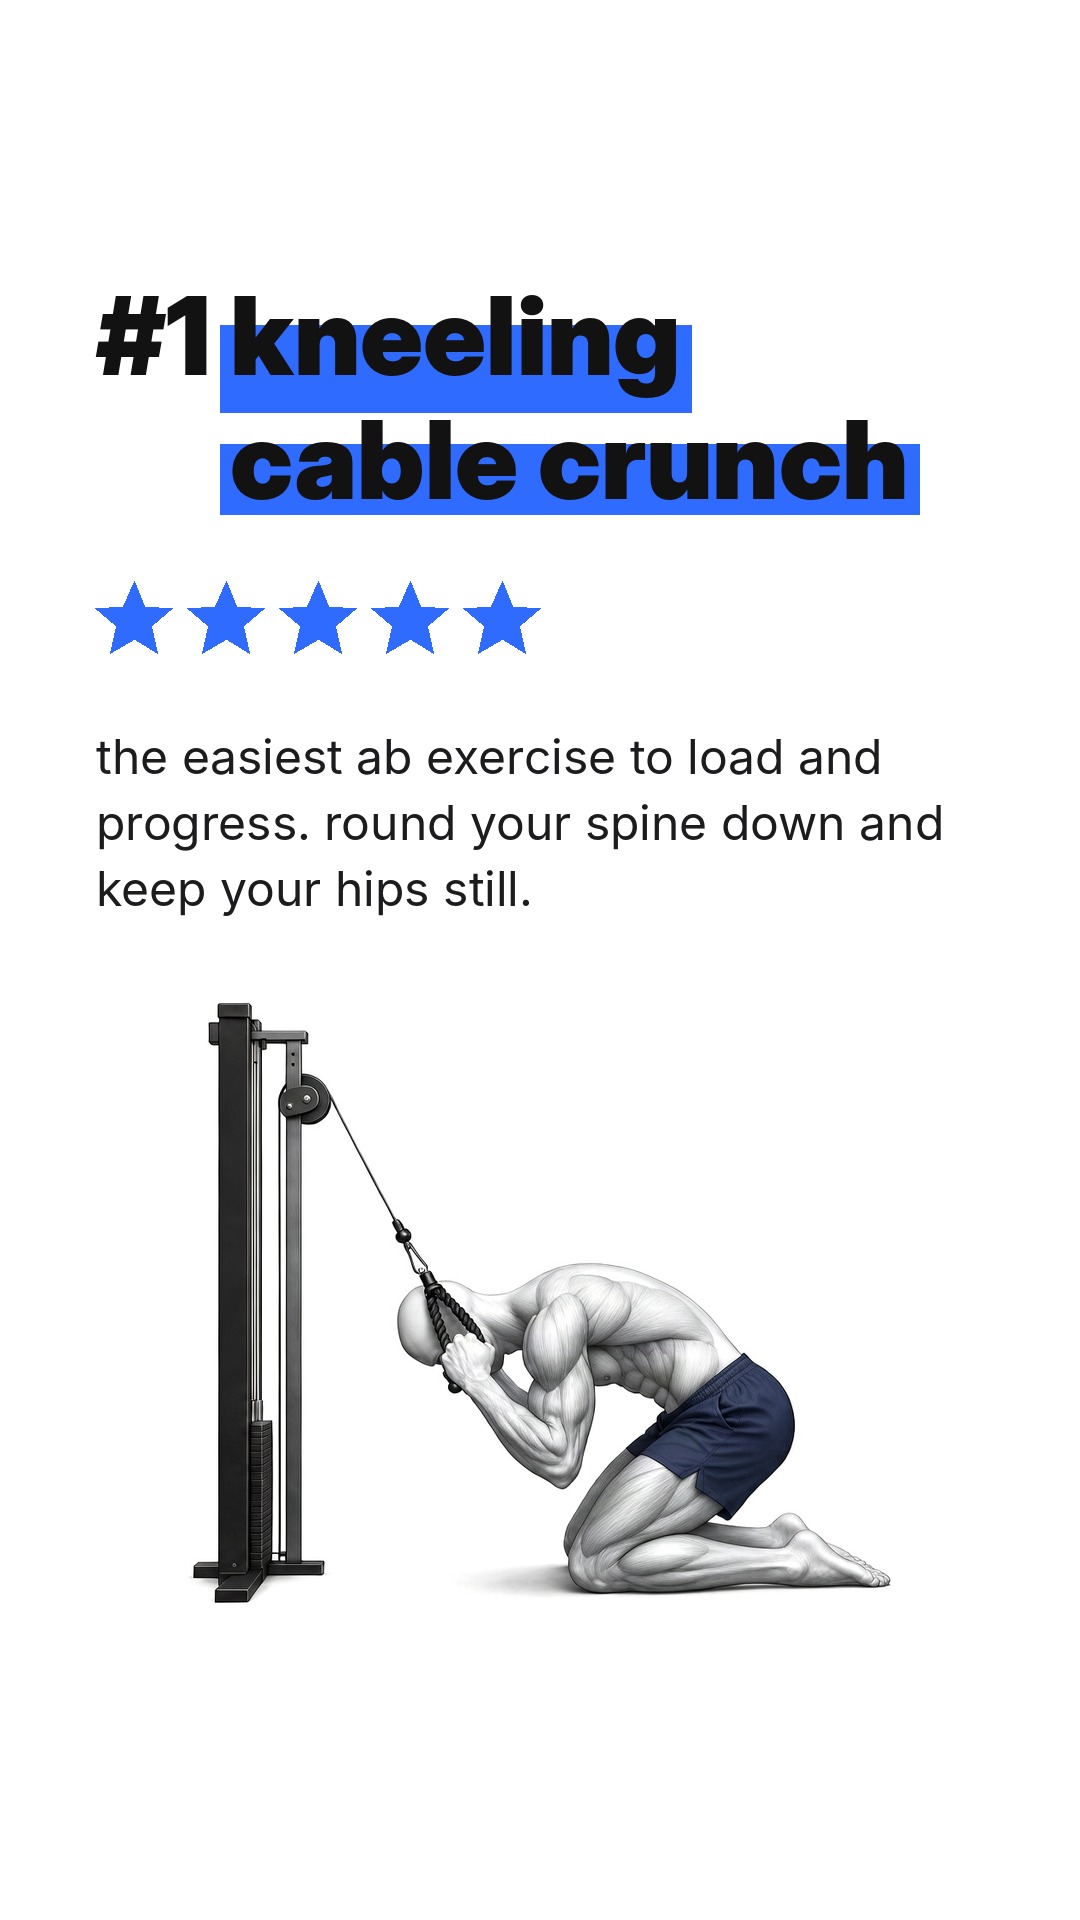 #1 kneeling
cable crunch
the easiest ab exercise to load and
progress. round your spine down and
keep your hips still.